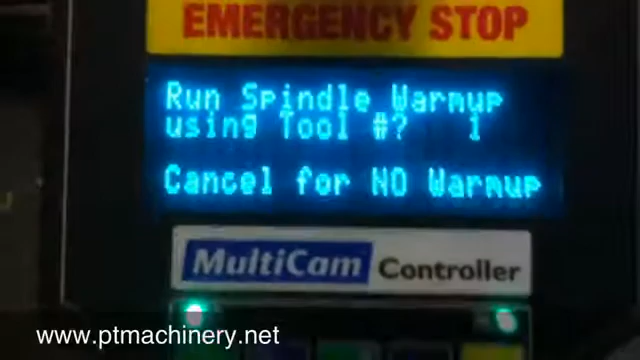 EMERGENCY STOP
Run Spindle Warmup
using Tool #? 1
Cancel for NO Warmup
MultiCam Controller
www.ptmachinery.net